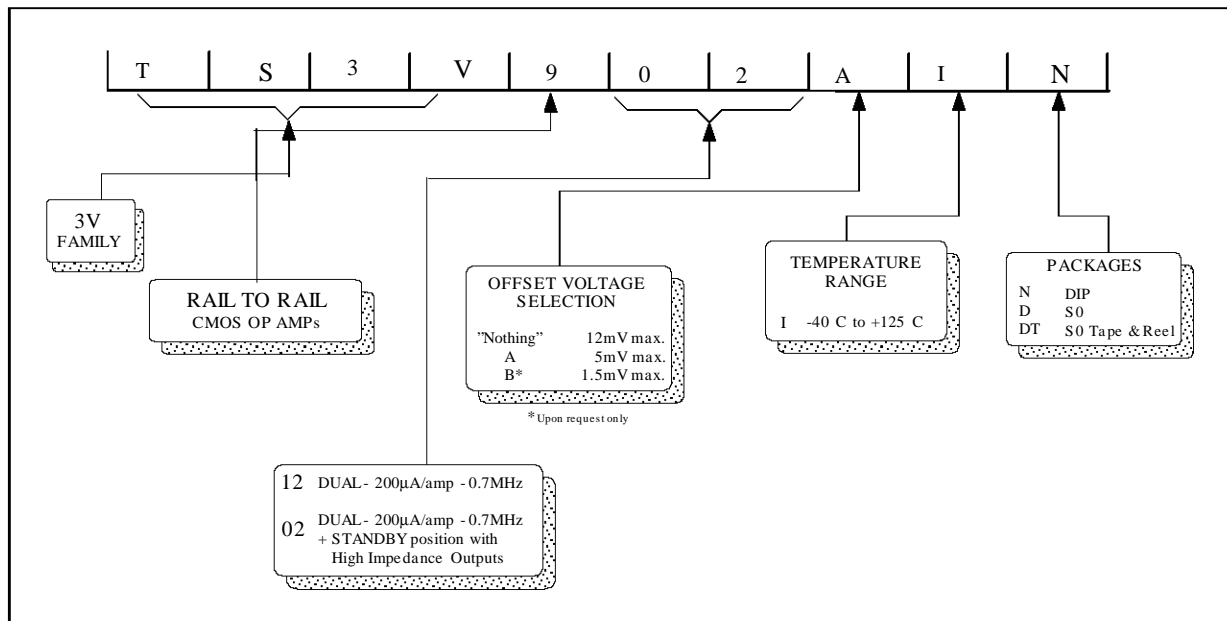 T S 3 V 9 0 2 A I N
3V
FAMILY
RAIL TO RAIL
CMOS OP AMPs
OFFSET VOLTAGE
SELECTION
”Nothing” 12mV max.
A 5mV max.
B* 1.5mV max.
*Upon request only
TEMPERATURE
RANGE
I -40 C to +125 C
PACKAGES
N DIP
D S0
DT S0 Tape & Reel
12 DUAL - 200µA/amp - 0.7MHz
02 DUAL - 200µA/amp - 0.7MHz
+ STANDBY position with
High Impedance Outputs